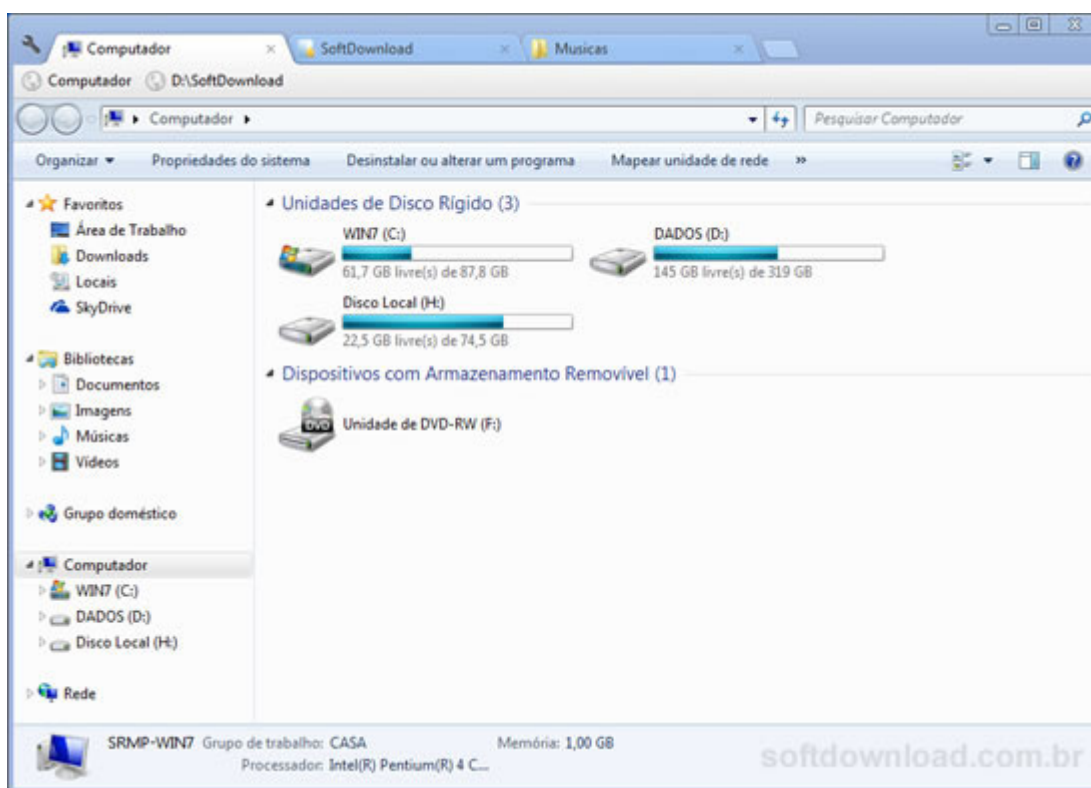 Computador SoftDownload Musicas
Computador D:\SoftDownload
Computador Pesquisar Computador
Organizar Propriedades do sistema Desinstalar ou alterar um programa Mapear unidade de rede »
Favoritos
Área de Trabalho
Downloads
Locais
SkyDrive
Bibliotecas
Documentos
Imagens
Músicas
Vídeos
Grupo doméstico
Computador
WIN7 (C:)
DADOS (D:)
Disco Local (H:)
Rede
Unidades de Disco Rígido (3)
WIN7 (C:)
61,7 GB livre(s) de 87,8 GB
DADOS (D:)
145 GB livre(s) de 319 GB
Disco Local (H:)
22,5 GB livre(s) de 74,5 GB
Dispositivos com Armazenamento Removível (1)
DVD
Unidade de DVD-RW (F:)
SRMP-WIN7 Grupo de trabalho: CASA Memória: 1,00 GB
Processador: Intel(R) Pentium(R) 4 C...
softdownload.com.br